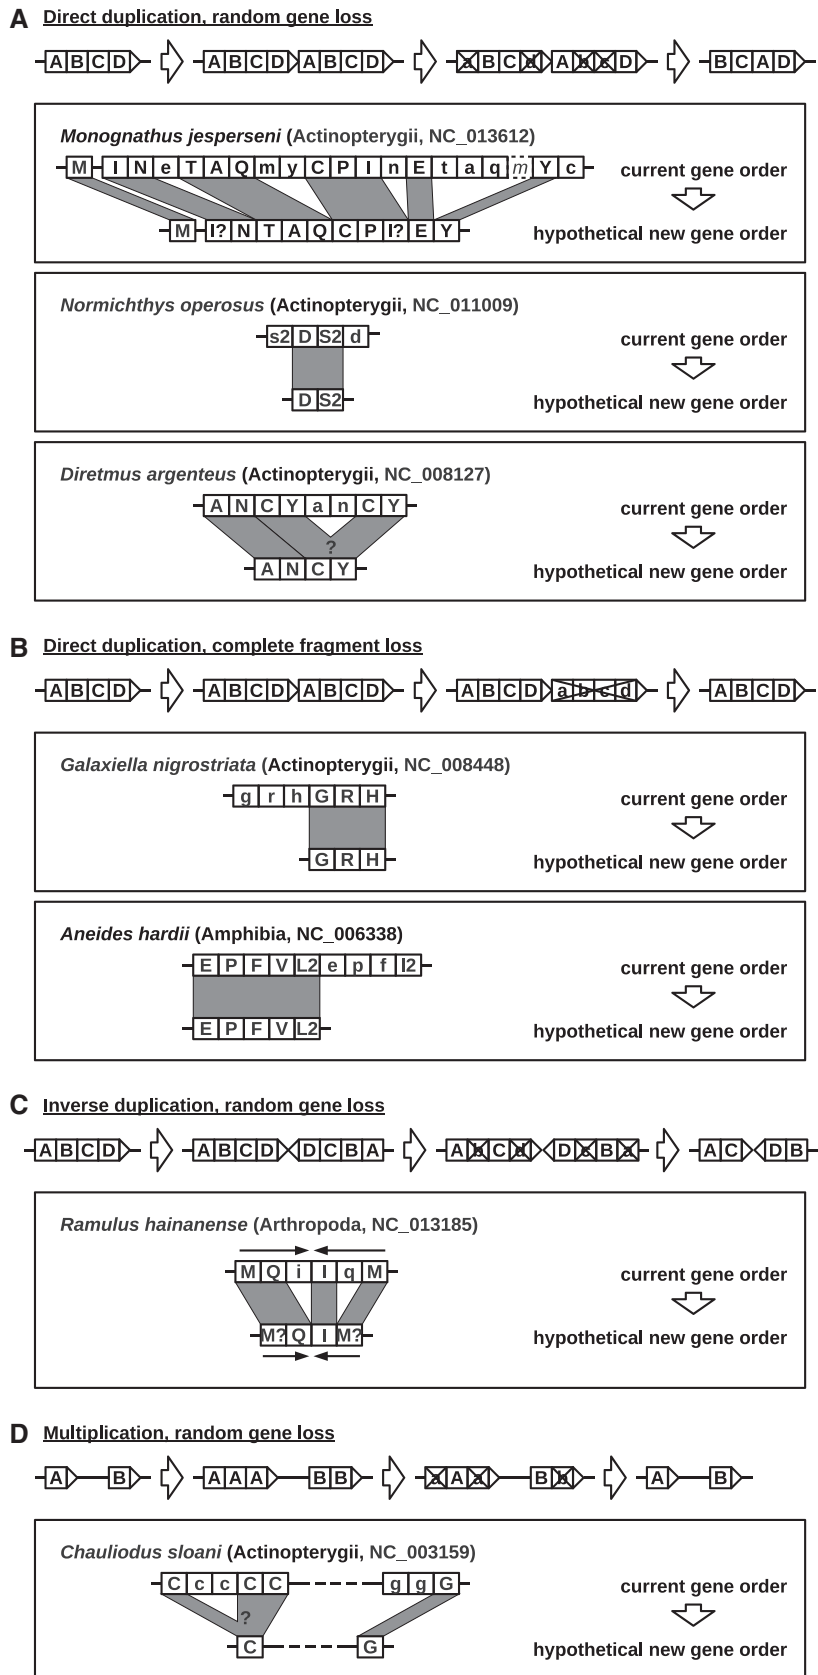 A Direct duplication, random gene loss
A B C D A B C D A B C D a B C d A b c D B C A D
Monognathus jesperseni (Actinopterygii, NC_013612)
M I N e T A Q m y C P I n E t a q m Y c current gene order
M I? N T A Q C P I? E Y hypothetical new gene order
Normichthys operosus (Actinopterygii, NC_011009)
s2 D S2 d current gene order
D S2 hypothetical new gene order
Diretmus argenteus (Actinopterygii, NC_008127)
A N C Y a n C Y current gene order
?
A N C Y hypothetical new gene order
B Direct duplication, complete fragment loss
A B C D A B C D A B C D A B C D a b c d A B C D
Galaxiella nigrostriata (Actinopterygii, NC_008448)
g r h G R H current gene order
G R H hypothetical new gene order
Aneides hardii (Amphibia, NC_006338)
E P F V L2 e p f l2 current gene order
E P F V L2 hypothetical new gene order
C Inverse duplication, random gene loss
A B C D A B C D D C B A A b C d D c B a A C D B
Ramulus hainanense (Arthropoda, NC_013185)
M Q i I q M current gene order
M? Q I M? hypothetical new gene order
D Multiplication, random gene loss
A B A A A B B a A a B b A B
Chauliodus sloani (Actinopterygii, NC_003159)
C c c C C g g G current gene order
?
C G hypothetical new gene order